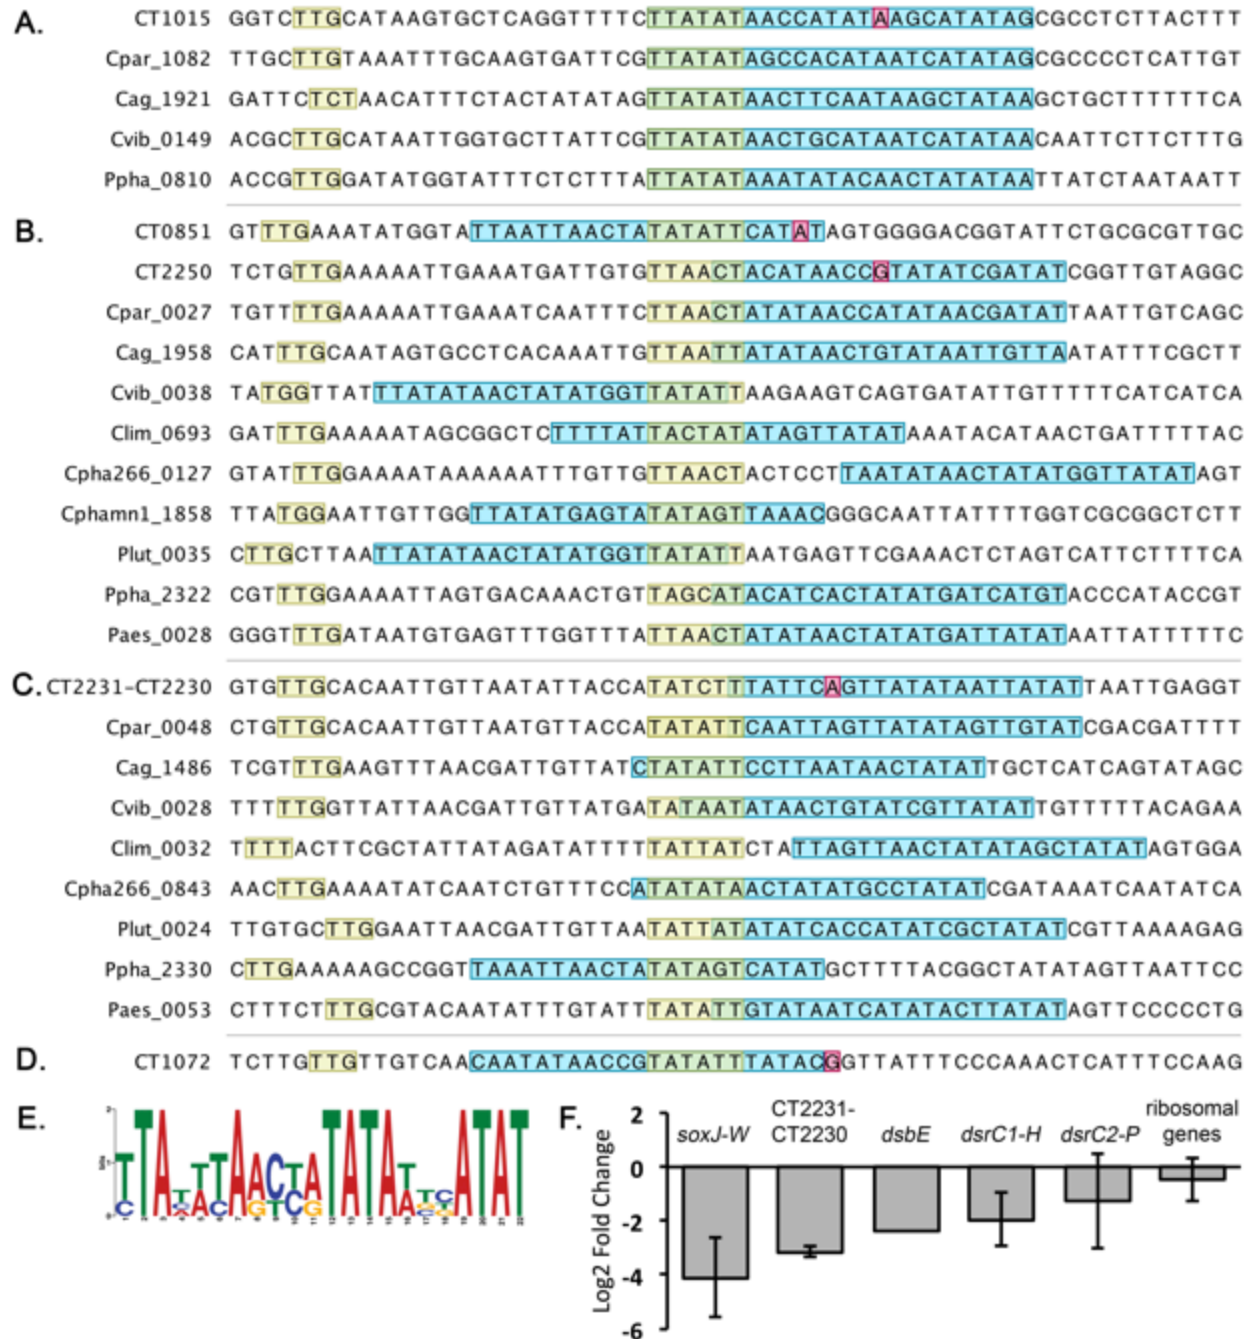 A. CT1015 GGTCTTGCATAAGTGCTCAGGTTTTCTTATATAACCATATAAGCATATAGCGCCTCTTACTTT
Cpar_1082 TTGCTTGTAAATTTGCAAGTGATTCGTTATATAGCCACATAATCATATAGCGCCCCTCATTGT
Cag_1921 GATTCTCTAACATTTCTACTATATAGTTATATAACTTCAATAAGCTATAAGCTGCTTTTTTCA
Cvib_0149 ACGCTTGCATAATTGGTGCTTATTCGTTATATAACTGCATAATCATATAACAATTCTTCTTTG
Ppha_0810 ACCGTTGGATATGGTATTTCTCTTTATTATATAAATATACAACTATATAATTATCTAATAATT
B. CT0851 GTTTGAAATATGGTATTAATTAACTATATATTCATATAGTGGGGACGGTATTCTGCGCGTTGC
CT2250 TCTGTTGAAAAATTGAAATGATTGTGTTAACTACATAACCGTATATCGATATCGGTTGTAGGC
Cpar_0027 TGTTTTGAAAAATTGAAATCAATTTCTTAACTATATAACCATATAACGATATTAATTGTCAGC
Cag_1958 CATTTGCAATAGTGCCTCACAAATTGTTAATTATATAACTGTATAATTGTTAATATTTCGCTT
Cvib_0038 TATGGTTATTTATATAACTATATGGTTATATTAAGAAGTCAGTGATATTGTTTTTCATCATCA
Clim_0693 GATTTGAAAAATAGCGGCTCTTTTATTACTATATAGTTATATAAATACATAACTGATTTTTAC
Cpha266_0127 GTATTTGGAAAATAAAAAATTTGTTGTTAACTACTCCTTAATATAACTATATGGTTATATAGT
Cphamn1_1858 TTATGGAATTGTTGGTTATATGAGTATATAGTTAAACGGGCAATTATTTTGGTCGCGGCTCTT
Plut_0035 CTTGCTTAATTATATAACTATATGGTTATATTAATGAGTTCGAAACTCTAGTCATTCTTTTCA
Ppha_2322 CGTTTGGAAAATTAGTGACAAACTGTTAGCATACATCACTATATGATCATGTACCCATACCGT
Paes_0028 GGGTTTGATAATGTGAGTTTGGTTTATTAACTATATAACTATATGATTATATAATTATTTTTC
C. CT2231-CT2230 GTGTTGCACAATTGTTAATATTACCATATCTTTATTCAGTTATATAATTATATTAATTGAGGT
Cpar_0048 CTGTTGCACAATTGTTAATGTTACCATATATTCAATTAGTTATATAGTTGTATCGACGATTTT
Cag_1486 TCGTTTGAAGTTTAACGATTGTTATCTATATTCCTTAATAACTATATTGCTCATCAGTATAGC
Cvib_0028 TTTTTGGTTATTAACGATTGTTATGATATAATATAACTGTATCGTTATATTGTTTTTACAGAA
Clim_0032 TTTTACTTCGCTATTATAGATATTTTTATTATCTATTAGTTAACTATATAGCTATATAGTGGA
Cpha266_0843 AACTTGAAAATATCAATCTGTTTCCATATATAACTATATGCCTATATCGATAAATCAATATCA
Plut_0024 TTGTGCTTGGAATTAACGATTGTTAATATTATATATATCACCATATCGCTATATCGTTAAAAGAG
Ppha_2330 CTTGAAAAAGCCGGTTAAATTAACTATATAGTCATATGCTTTTACGGCTATATAGTTAATTCC
Paes_0053 CTTTCTTTGCGTACAATATTTGTATTTATATTGTATAATCATATACTTATATAGTTCCCCCTG
D. CT1072 TCTTGTTGTTGTCAACAATATAACCGTATATTTATACGGTTATTTCCCAAACTCATTTCCAAG
E.
F.
Log2 Fold Change
2
0
-2
-4
-6
soxJ-W
CT2231-
CT2230
dsbE
dsrC1-H
dsrC2-P
ribosomal
genes